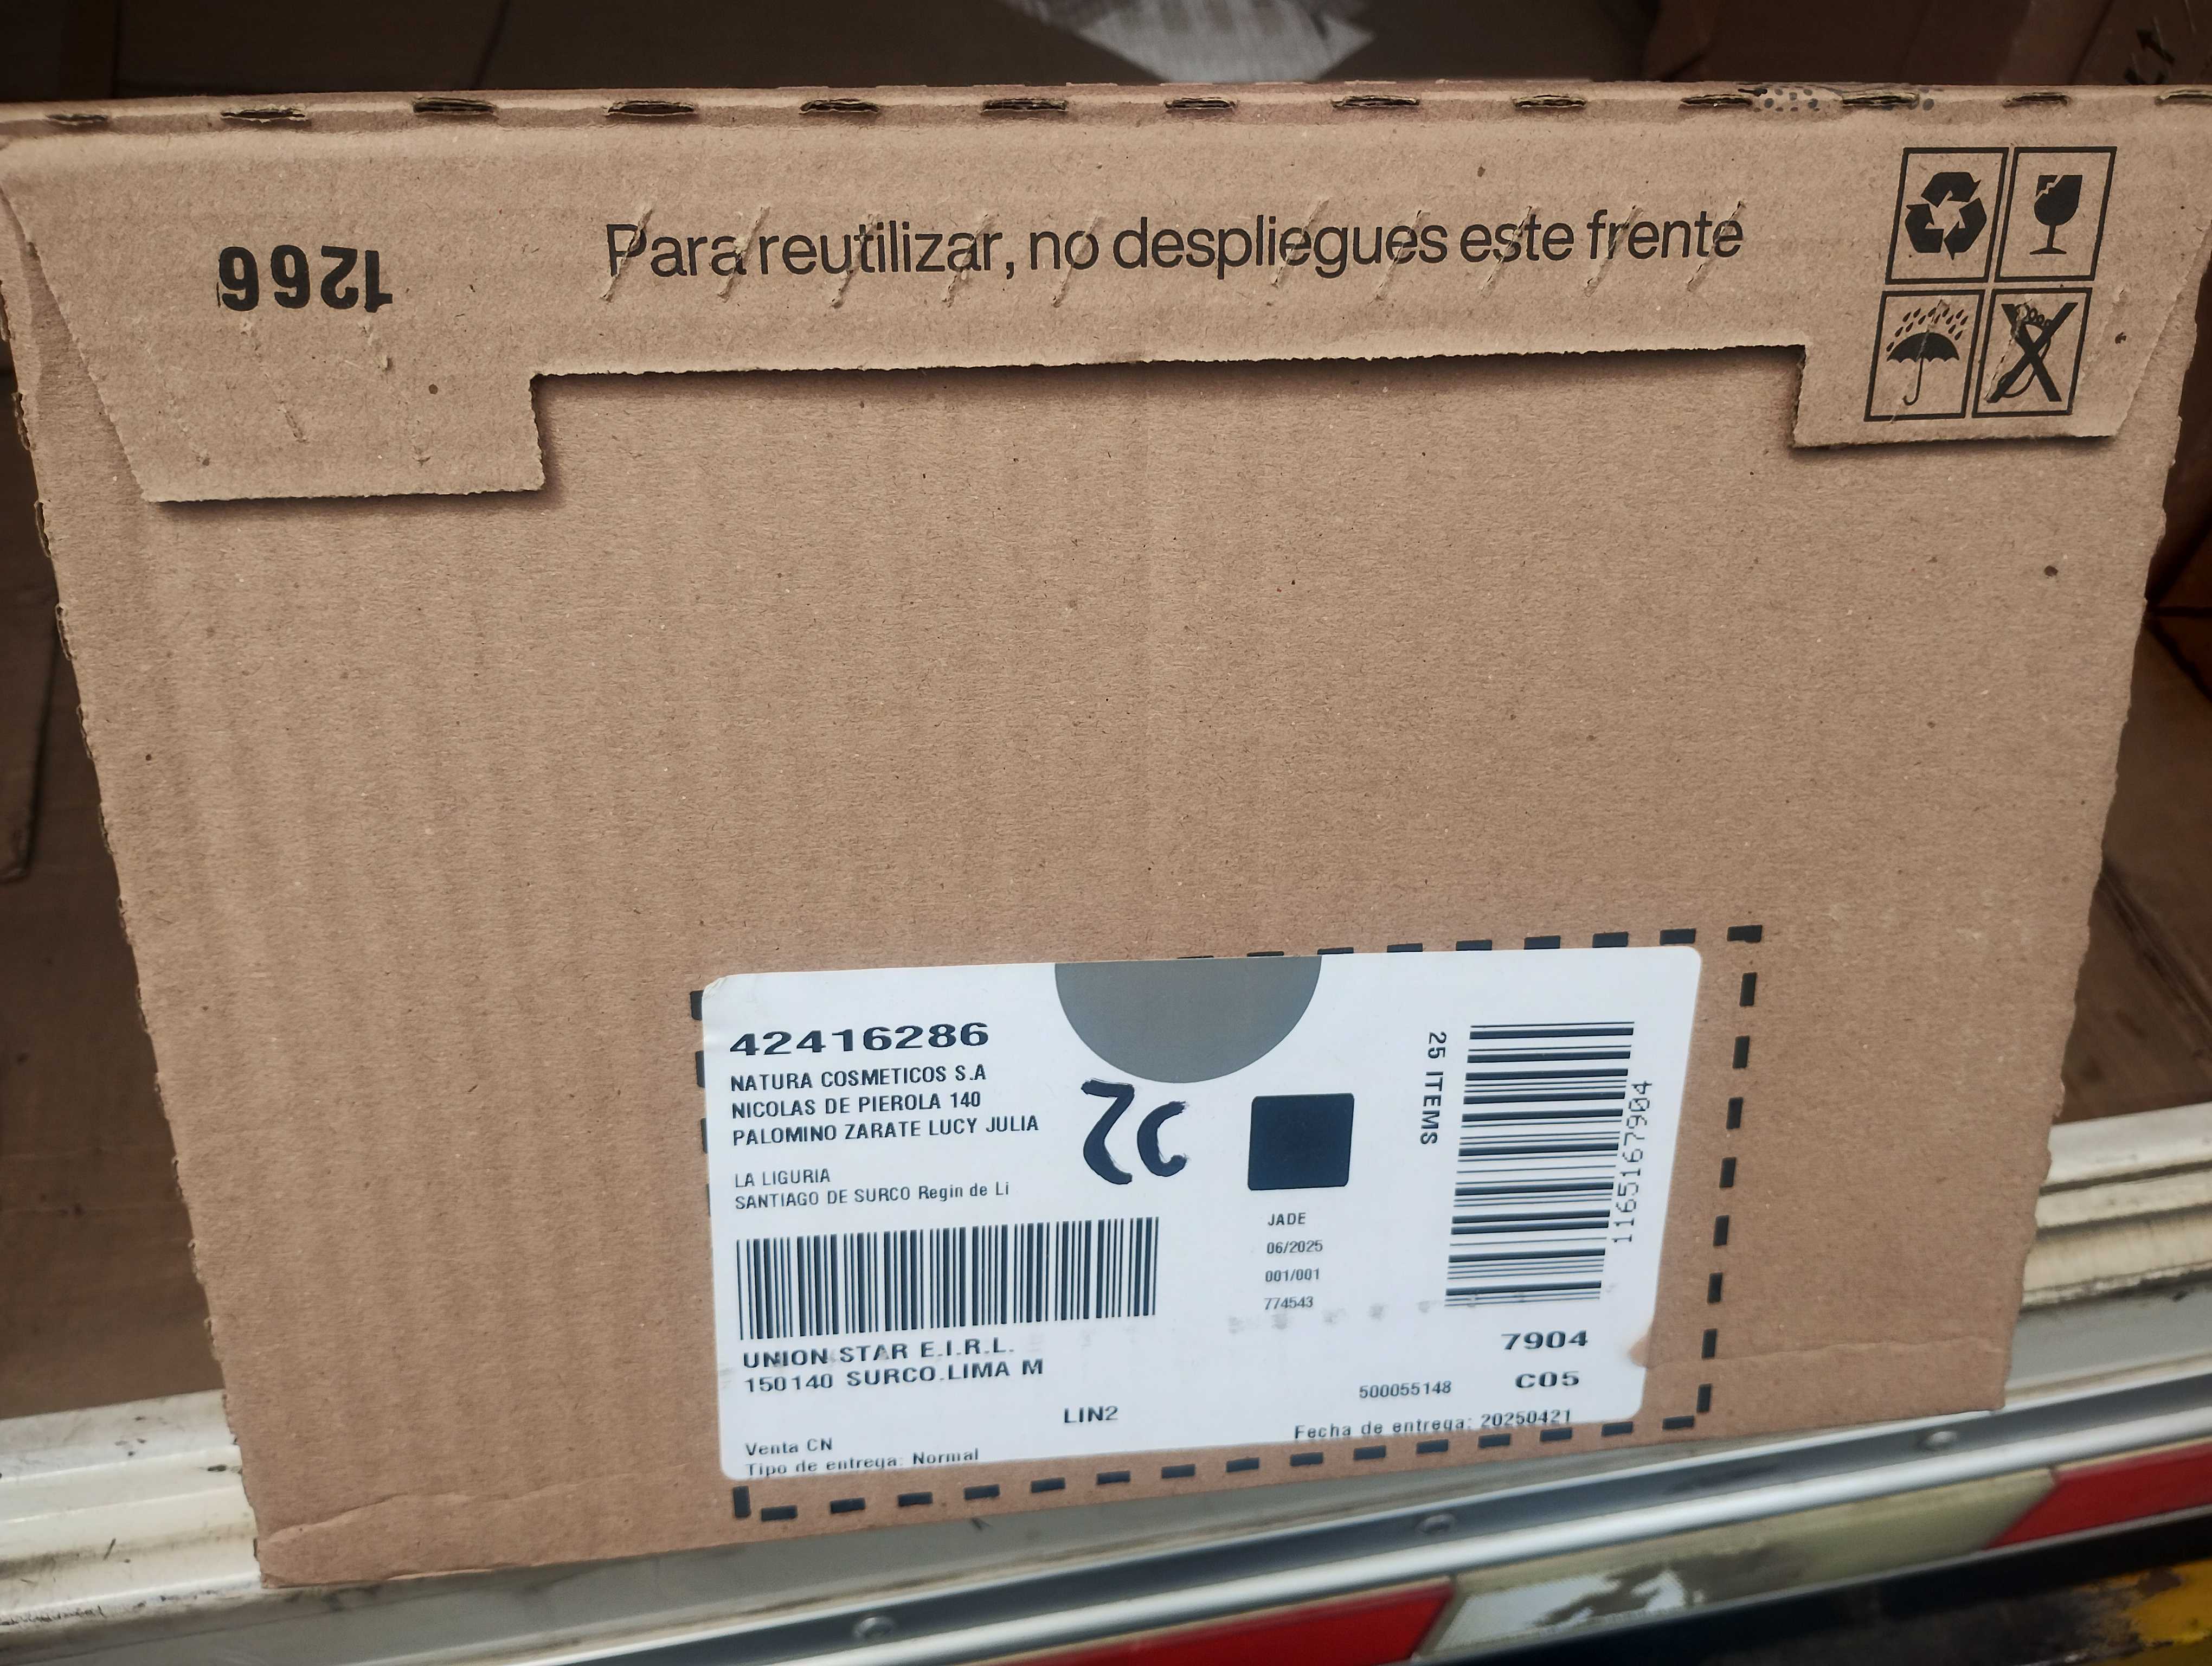 1266
Para reutilizar, no despliegues este frente
42416286
NATURA COSMETICOS S.A
NICOLAS DE PIEROLA 140
PALOMINO ZARATE LUCY JULIA
LA LIGURIA
SANTIAGO DE SURCO Regin de Li
UNION STAR E.I.R.L.
150140 SURCO.LIMA M
LIN2
Venta CN
Tipo de entrega: Normal
JADE
06/2025
001/001
774543
25 ITEMS
1165167904
7904
C05
500055148
Fecha de entrega: 20250421